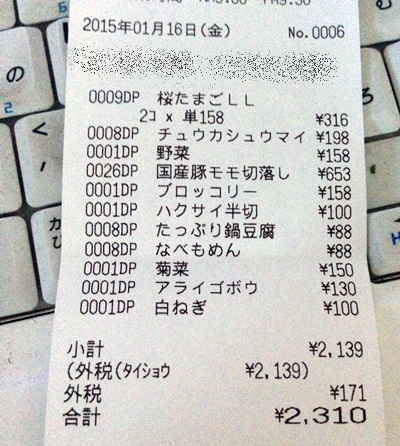 2015年01月16日(金) No.0006
0009DP 桜たまごLL
2コ x 単158 ¥316
0008DP チュウカシュウマイ ¥198
0001DP 野菜 ¥158
0026DP 国産豚モモ切落し ¥653
0001DP ブロッコリー ¥158
0001DP ハクサイ半切 ¥100
0008DP たっぷり鍋豆腐 ¥88
0008DP なべもめん ¥88
0001DP 菊菜 ¥150
0001DP アライゴボウ ¥130
0001DP 白ねぎ ¥100
小計 ¥2,139
(外税(タイショウ ¥2,139)
外税 ¥171
合計 ¥2,310
の
く
、
カ
び
ろ
H